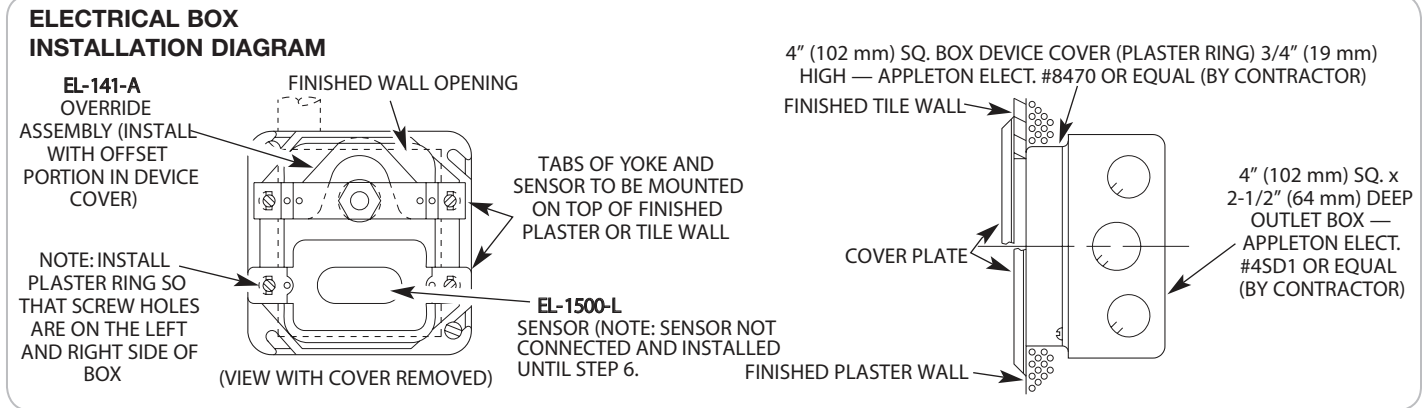 ELECTRICAL BOX
INSTALLATION DIAGRAM
EL-141-A
OVERRIDE
ASSEMBLY (INSTALL
WITH OFFSET
PORTION IN DEVICE
COVER)
FINISHED WALL OPENING
NOTE: INSTALL
PLASTER RING SO
THAT SCREW HOLES
ARE ON THE LEFT
AND RIGHT SIDE OF
BOX
(VIEW WITH COVER REMOVED)
TABS OF YOKE AND
SENSOR TO BE MOUNTED
ON TOP OF FINISHED
PLASTER OR TILE WALL
EL-1500-L
SENSOR (NOTE: SENSOR NOT
CONNECTED AND INSTALLED
UNTIL STEP 6.
4” (102 mm) SQ. BOX DEVICE COVER (PLASTER RING) 3/4” (19 mm)
HIGH — APPLETON ELECT. #8470 OR EQUAL (BY CONTRACTOR)
FINISHED TILE WALL
COVER PLATE
FINISHED PLASTER WALL
4” (102 mm) SQ. x
2-1/2” (64 mm) DEEP
OUTLET BOX —
APPLETON ELECT.
#4SD1 OR EQUAL
(BY CONTRACTOR)